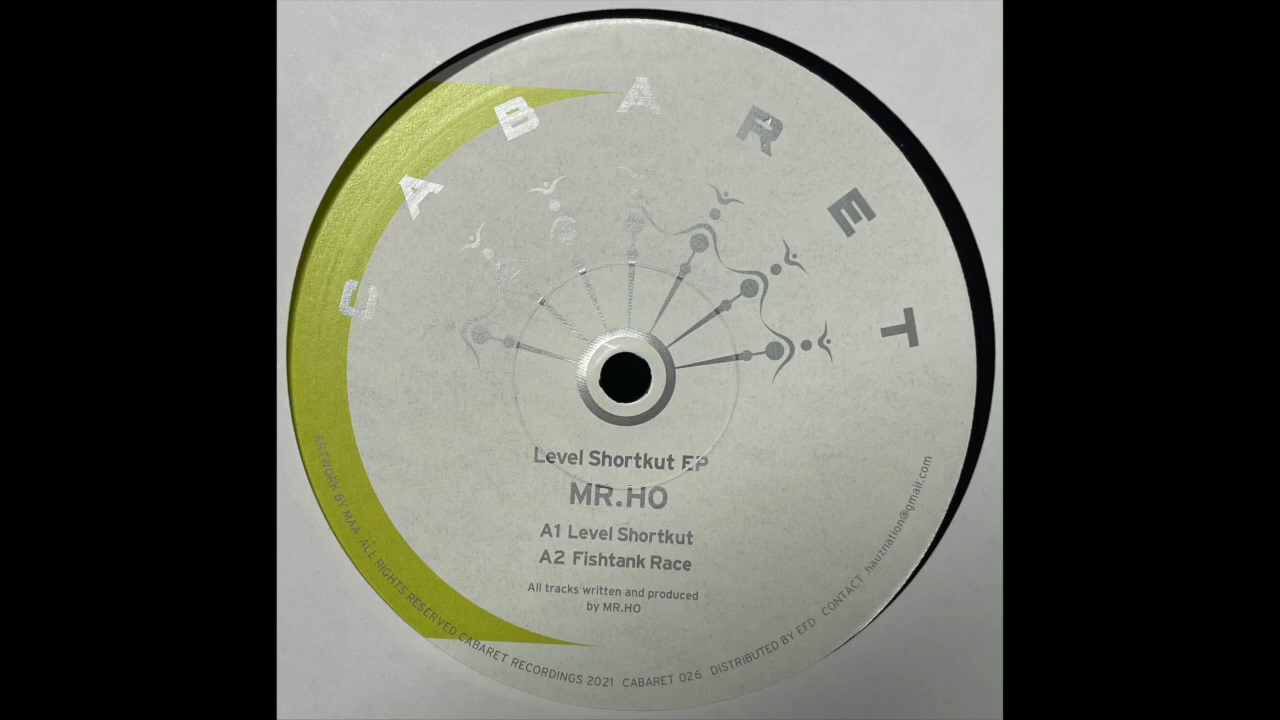 CABARET
Level Shortkut EP
MR.HO
A1 Level Shortkut
A2 Fishtank Race
All tracks written and produced
by MR.HO
ARTWORK BY MAA ALL RIGHTS RESERVED CABARET RECORDINGS 2021 CABARET 026 DISTRIBUTED BY EFD CONTACT hauznation@gmail.com